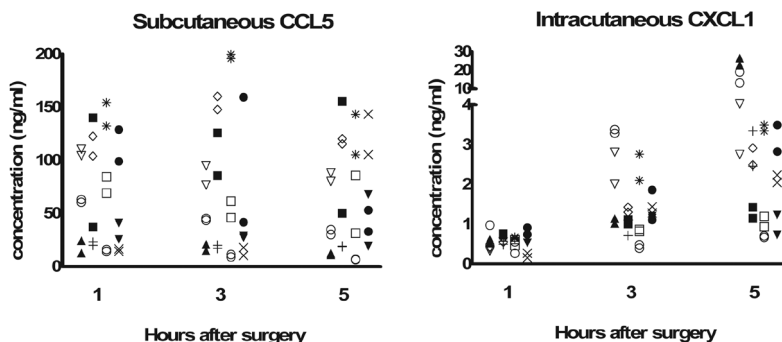 Subcutaneous CCL5
concentration (ng/ml)
200
150
100
50
0
1 3 5
Hours after surgery
Intracutaneous CXCL1
concentration (ng/ml)
30
20
10
4
3
2
1
0
1 3 5
Hours after surgery